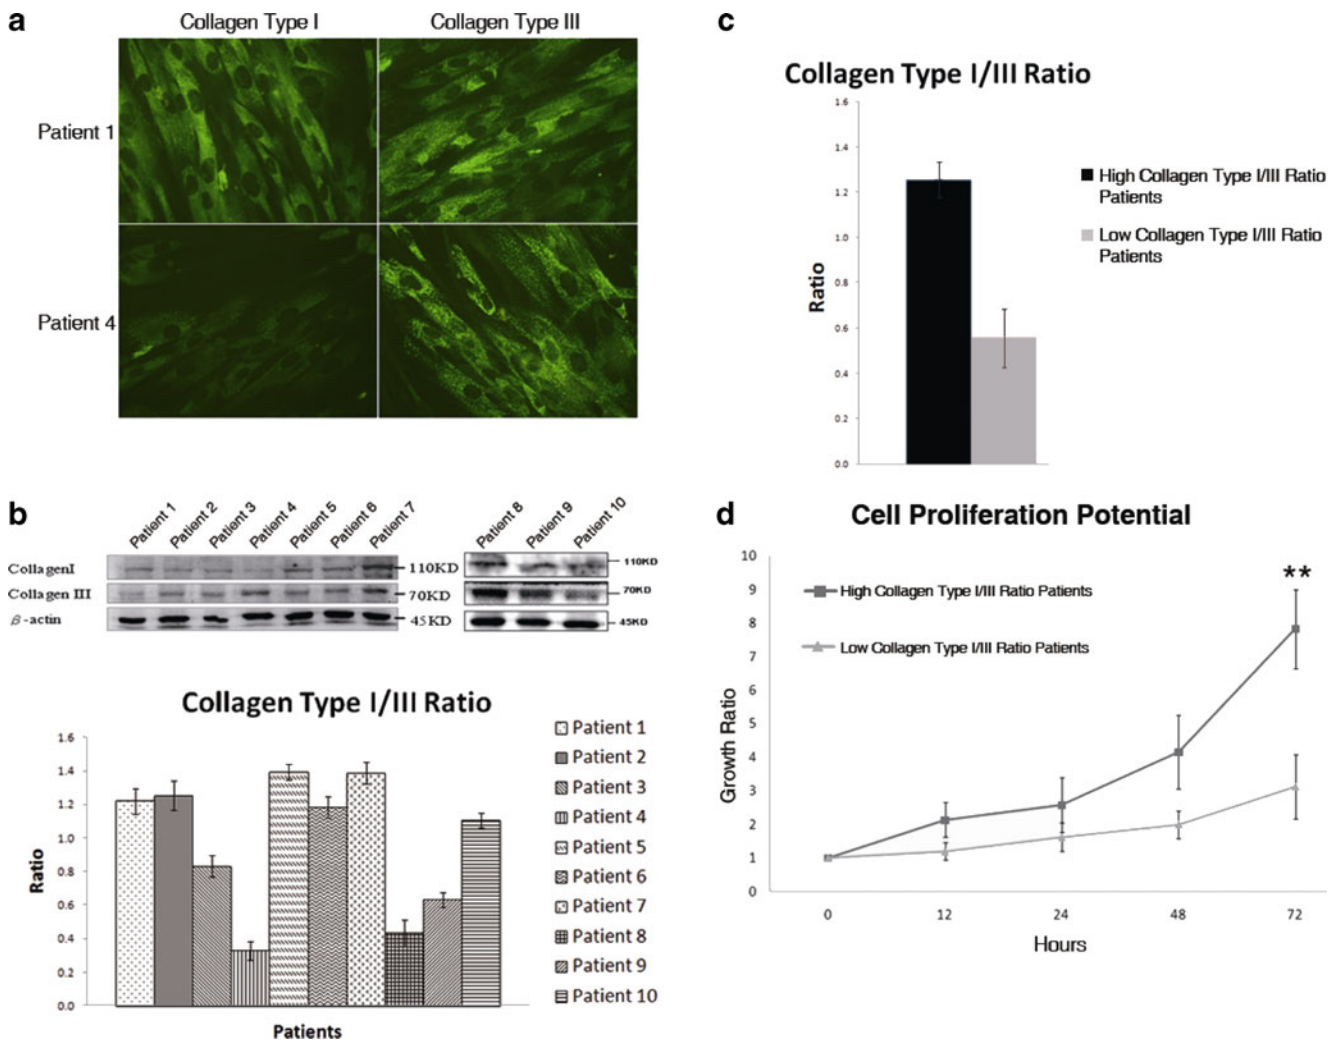 a
Collagen Type I
Collagen Type III
Patient 1
Patient 4
b
Patient 1
Patient 2
Patient 3
Patient 4
Patient 5
Patient 6
Patient 7
Patient 8
Patient 9
Patient 10
CollagenI
110KD
110KD
Collagen III
70KD
70KD
β-actin
45KD
45KD
Collagen Type I/III Ratio
Ratio
1.6
1.4
1.2
1.0
0.8
0.6
0.4
0.2
0.0
Patients
Patient 1
Patient 2
Patient 3
Patient 4
Patient 5
Patient 6
Patient 7
Patient 8
Patient 9
Patient 10
c
Collagen Type I/III Ratio
Ratio
1.6
1.4
1.2
1.0
0.8
0.6
0.4
0.2
0.0
High Collagen Type I/III Ratio
Patients
Low Collagen Type I/III Ratio
Patients
d
Cell Proliferation Potential
Growth Ratio
10
9
8
7
6
5
4
3
2
1
0
High Collagen Type I/III Ratio Patients
Low Collagen Type I/III Ratio Patients
**
0
12
24
48
72
Hours